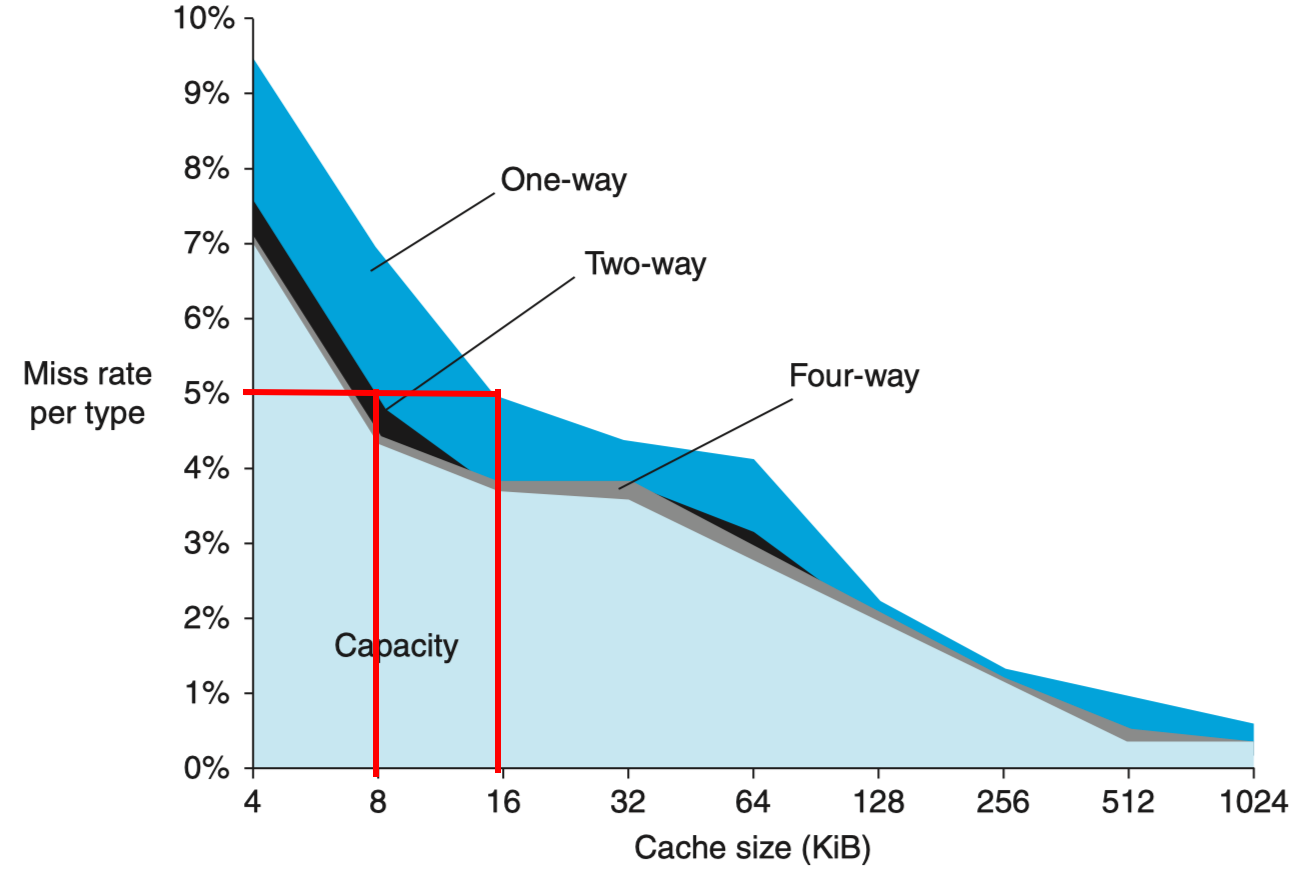 10%
9%
8%
7%
6%
5%
4%
3%
2%
1%
0%
Miss rate
per type
One-way
Two-way
Four-way
Capacity
4 8 16 32 64 128 256 512 1024
Cache size (KiB)